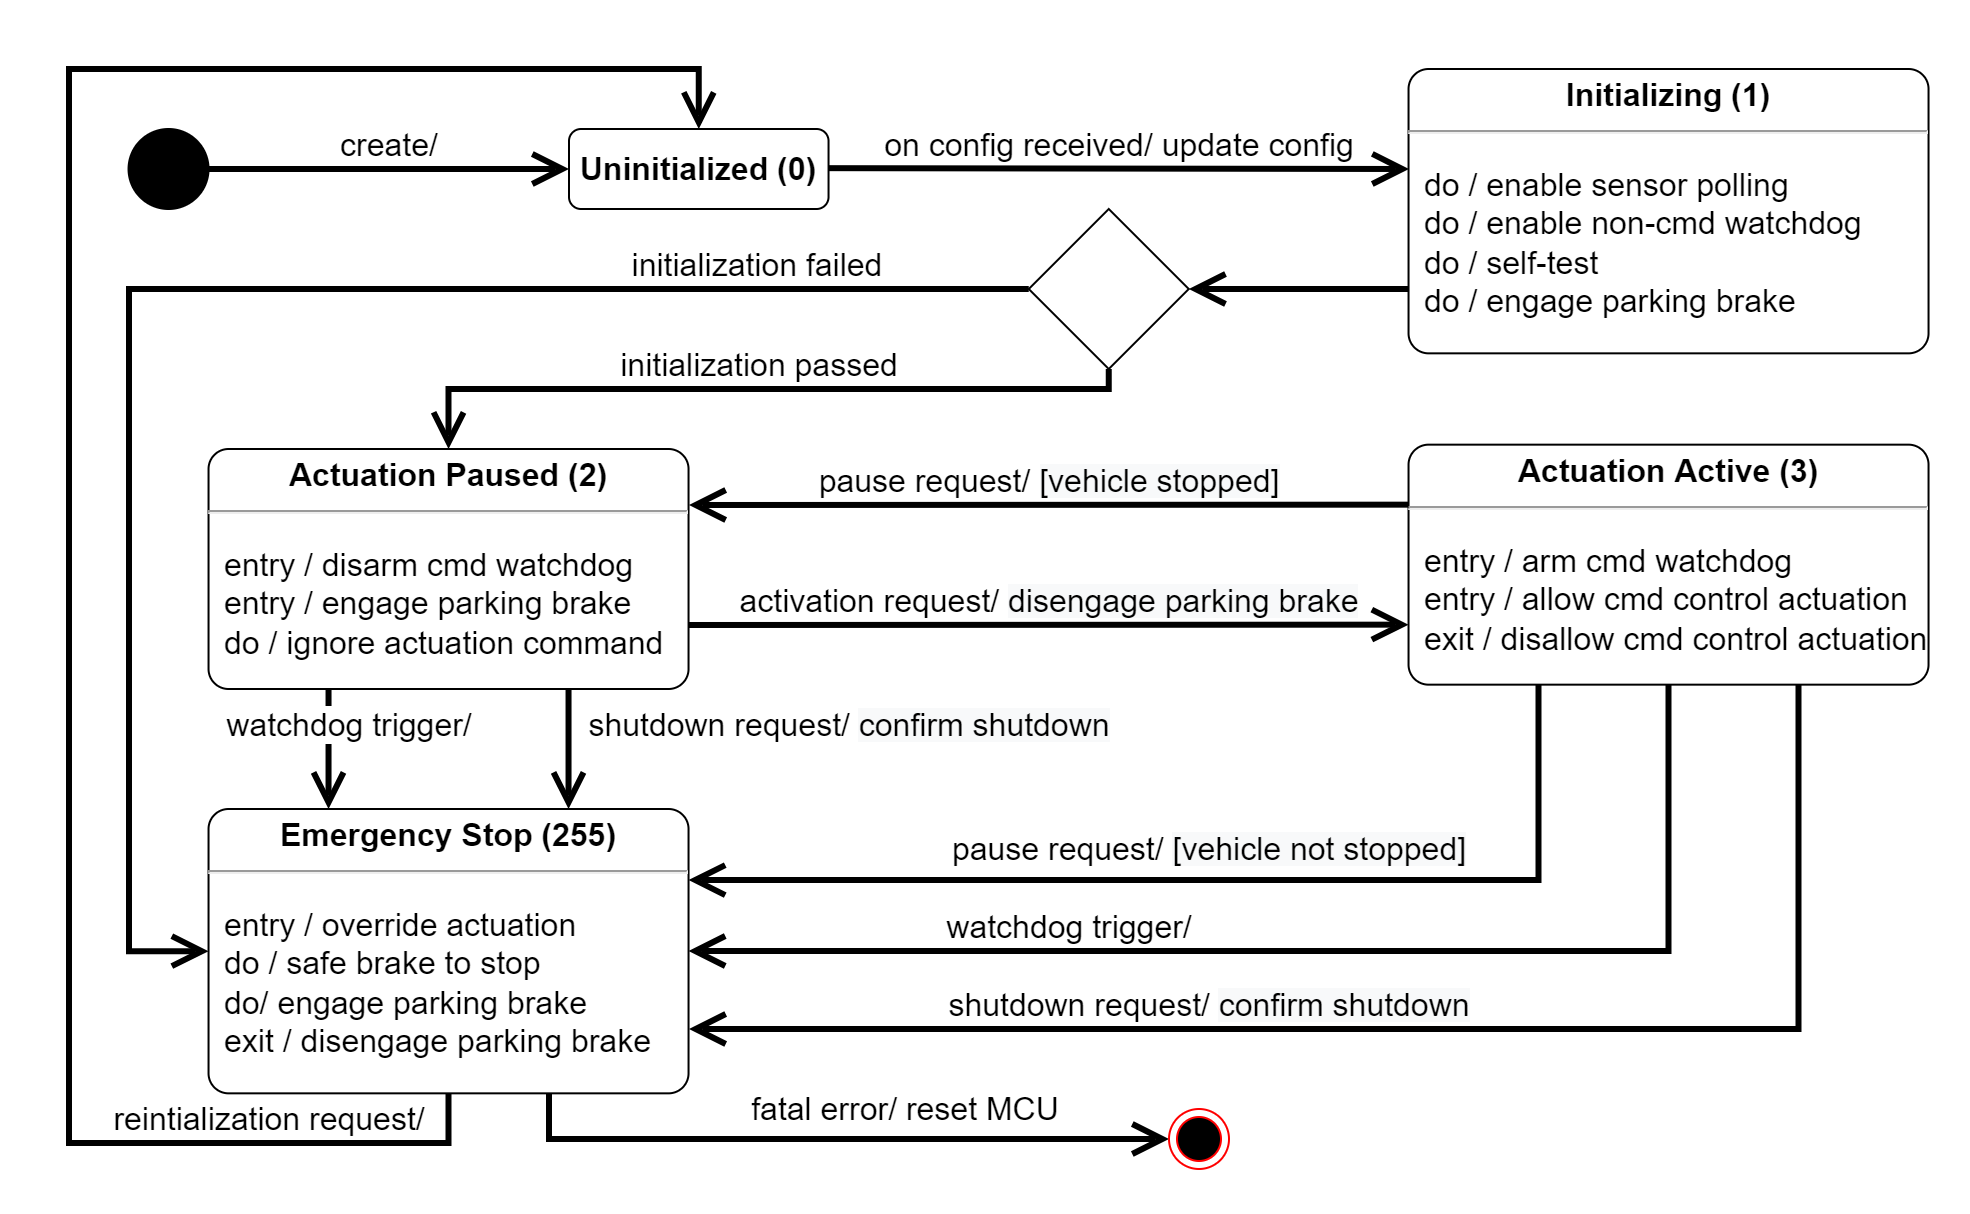 create/
Uninitialized (0)
on config received/ update config
Initializing (1)
do / enable sensor polling
do / enable non-cmd watchdog
do / self-test
do / engage parking brake
initialization failed
initialization passed
Actuation Paused (2)
entry / disarm cmd watchdog
entry / engage parking brake
do / ignore actuation command
pause request/ [vehicle stopped]
activation request/ disengage parking brake
Actuation Active (3)
entry / arm cmd watchdog
entry / allow cmd control actuation
exit / disallow cmd control actuation
watchdog trigger/
shutdown request/ confirm shutdown
Emergency Stop (255)
entry / override actuation
do / safe brake to stop
do/ engage parking brake
exit / disengage parking brake
pause request/ [vehicle not stopped]
watchdog trigger/
shutdown request/ confirm shutdown
reintialization request/
fatal error/ reset MCU